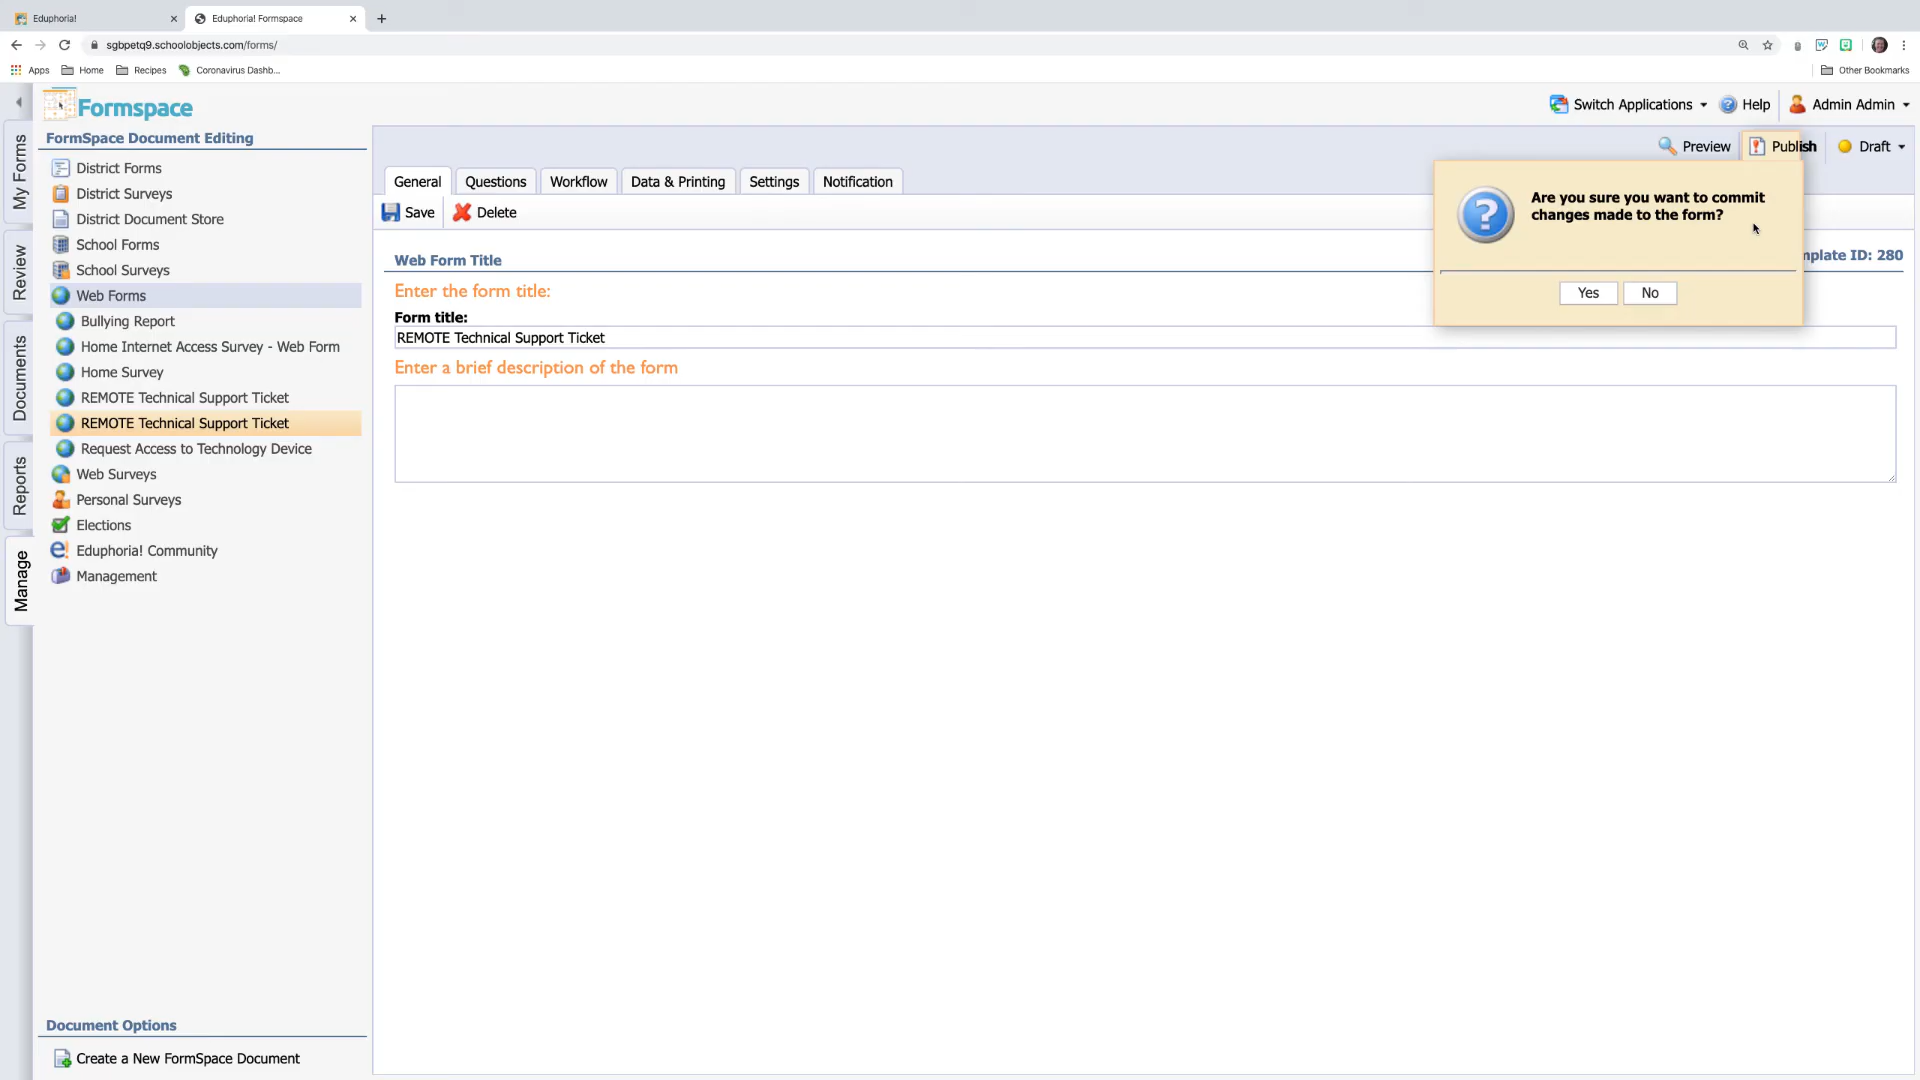 Eduphoria!
Eduphoria! Formspace
sgbpetq9.schoolobjects.com/forms/
Apps
Home
Recipes
Coronavirus Dashb...
Other Bookmarks
Formspace
Switch Applications
Help
Admin Admin
FormSpace Document Editing
My Forms
Review
Documents
Reports
Manage
District Forms
District Surveys
District Document Store
School Forms
School Surveys
Web Forms
Bullying Report
Home Internet Access Survey - Web Form
Home Survey
REMOTE Technical Support Ticket
REMOTE Technical Support Ticket
Request Access to Technology Device
Web Surveys
Personal Surveys
Elections
Eduphoria! Community
Management
Document Options
Create a New FormSpace Document
Preview
Publish
Draft
General
Questions
Workflow
Data & Printing
Settings
Notification
Save
Delete
Are you sure you want to commit
changes made to the form?
Yes
No
Web Form Title
mplate ID: 280
Enter the form title:
Form title:
REMOTE Technical Support Ticket
Enter a brief description of the form